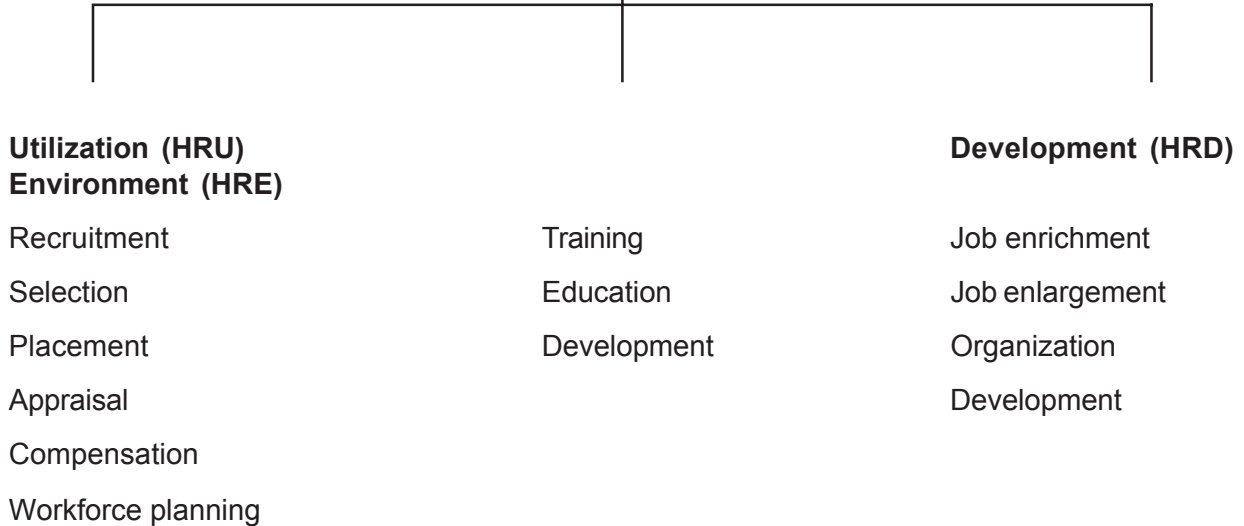 Utilization (HRU)
Environment (HRE)
Development (HRD)
Recruitment
Training
Job enrichment
Selection
Education
Job enlargement
Placement
Development
Organization
Appraisal
Development
Compensation
Workforce planning